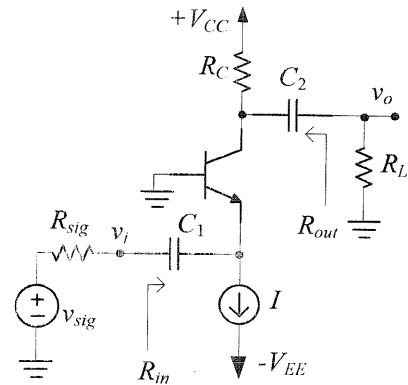 +V_CC
R_C
C_2
v_o
R_L
R_out
R_sig
v_i
C_1
+
−
v_sig
I
R_in
-V_EE